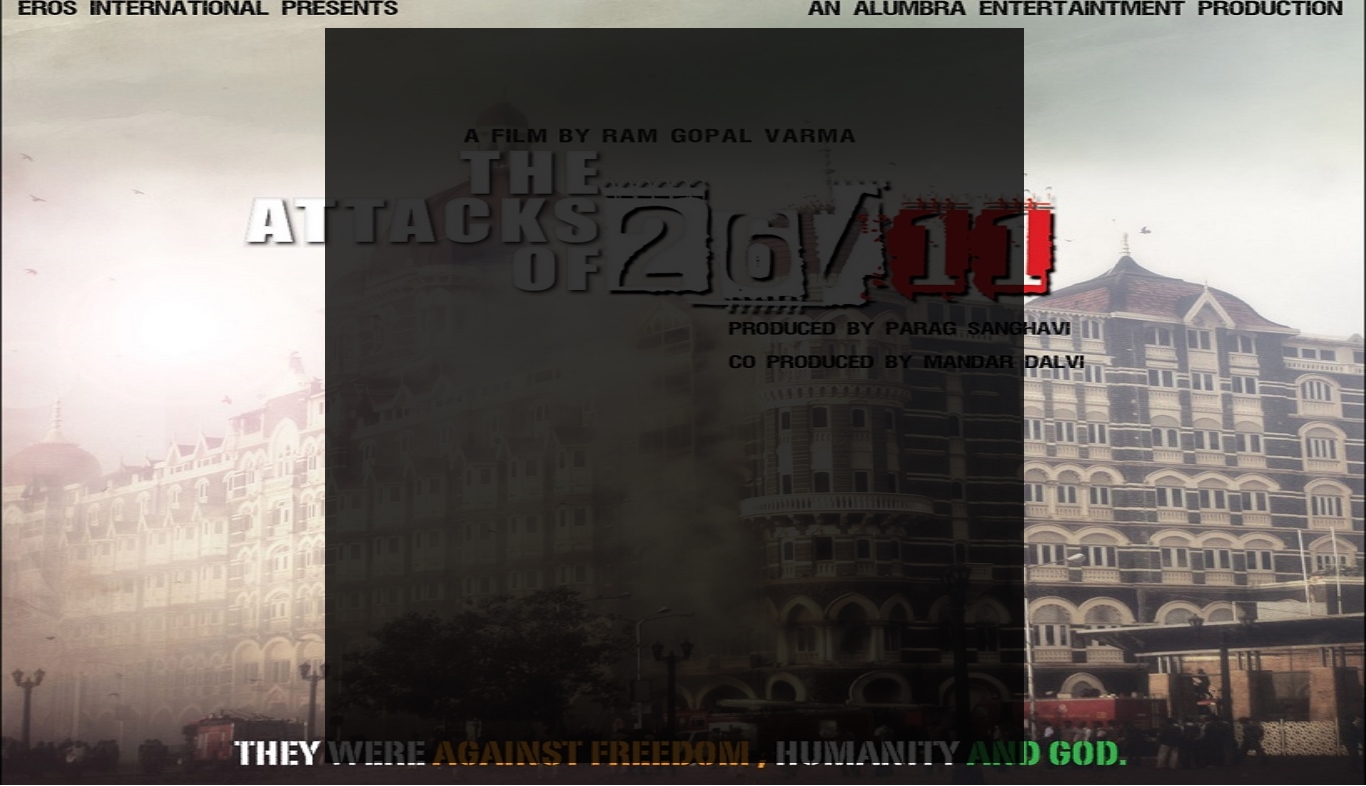 EROS INTERNATIONAL PRESENTS
AN ALUMBRA ENTERTAINTMENT PRODUCTION
A FILM BY RAM GOPAL VARMA
THE
ATTACKS
OF 26/11
PRODUCED BY PARAG SANGHAVI
CO PRODUCED BY MANDAR DALVI
THEY WERE AGAINST FREEDOM , HUMANITY AND GOD.